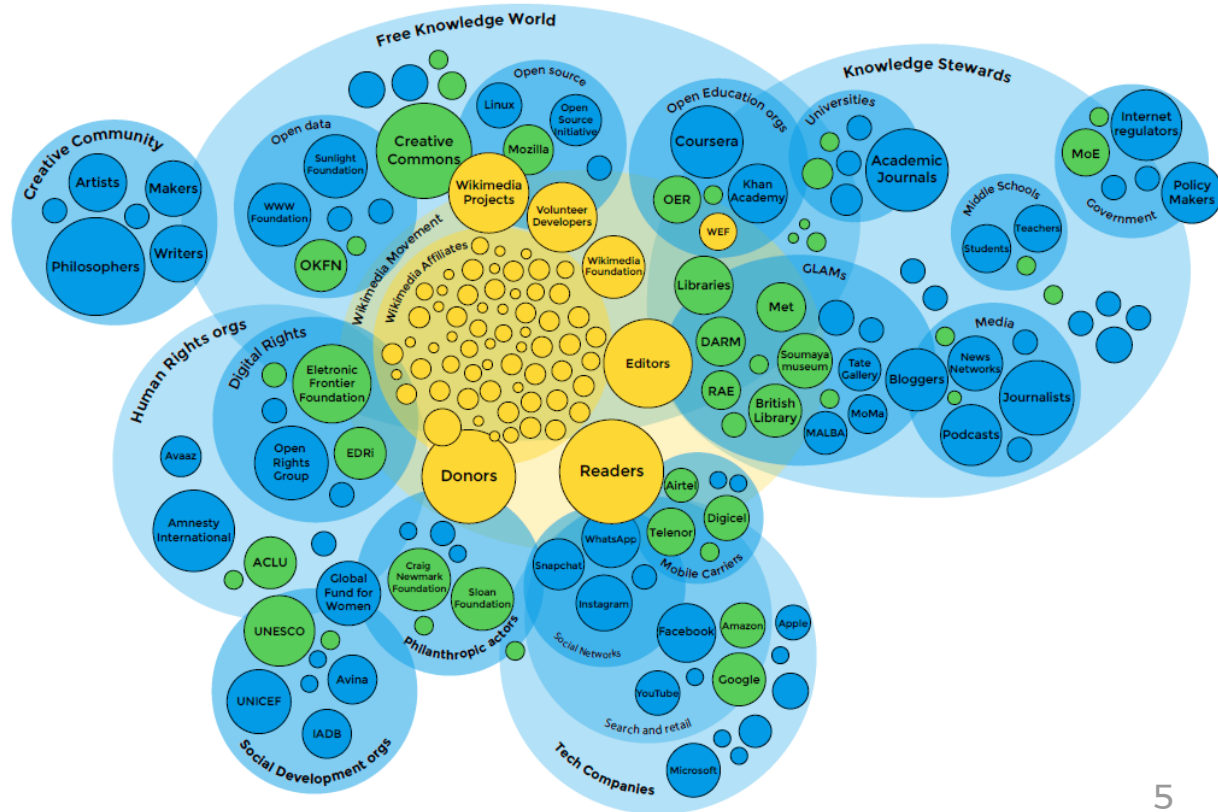 Free Knowledge World
Open source
Linux
Open
Source
Initiative
Mozilla
Creative
Commons
Open data
Sunlight
Foundation
WWW
Foundation
OKFN
Creative Community
Artists
Makers
Philosophers
Writers
Wikimedia
Projects
Volunteer
Developers
Wikimedia
Foundation
Wikimedia Movement
Wikimedia Affiliates
Editors
Donors
Readers
Open Education orgs
Coursera
Khan
Academy
OER
WEF
Knowledge Stewards
Universities
Academic
Journals
Middle Schools
Teachers
Students
Internet
regulators
MoE
Policy
Makers
Government
GLAMs
Libraries
Met
DARM
Soumaya
museum
Tate
Gallery
RAE
British
Library
MoMa
MALBA
Bloggers
Media
News
Networks
Journalists
Podcasts
Human Rights orgs
Digital Rights
Eletronic
Frontier
Foundation
Open
Rights
Group
EDRi
Avaaz
Amnesty
International
ACLU
Global
Fund for
Women
UNESCO
UNICEF
Avina
IADB
Social Development orgs
Craig
Newmark
Foundation
Sloan
Foundation
Philanthropic actors
Airtel
Telenor
Digicel
Mobile Carriers
WhatsApp
Snapchat
Instagram
Social Networks
Facebook
Amazon
Apple
Google
YouTube
Search and retail
Microsoft
Tech Companies
5